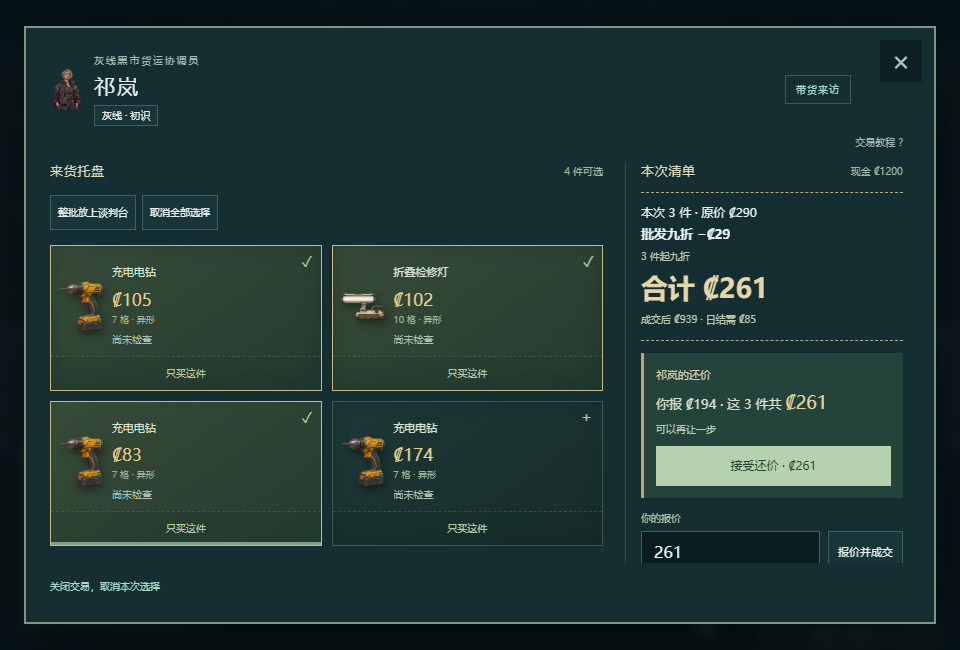 灰线黑市货运协调员
祁岚
灰线 · 初识
带货来访
×
交易教程 ?
来货托盘
4 件可选
整批放上谈判台
取消全部选择
充电电钻
₡105
7 格 · 异形
尚未检查
只买这件
折叠检修灯
₡102
10 格 · 异形
尚未检查
只买这件
充电电钻
₡83
7 格 · 异形
尚未检查
只买这件
充电电钻
₡174
7 格 · 异形
尚未检查
只买这件
关闭交易，取消本次选择
本次清单
现金 ₡1200
本次 3 件 · 原价 ₡290
批发九折 −₡29
3 件起九折
合计 ₡261
成交后 ₡939 · 日结需 ₡85
祁岚的还价
你报 ₡194 · 这 3 件共 ₡261
可以再让一步
接受还价 · ₡261
你的报价
261
报价并成交